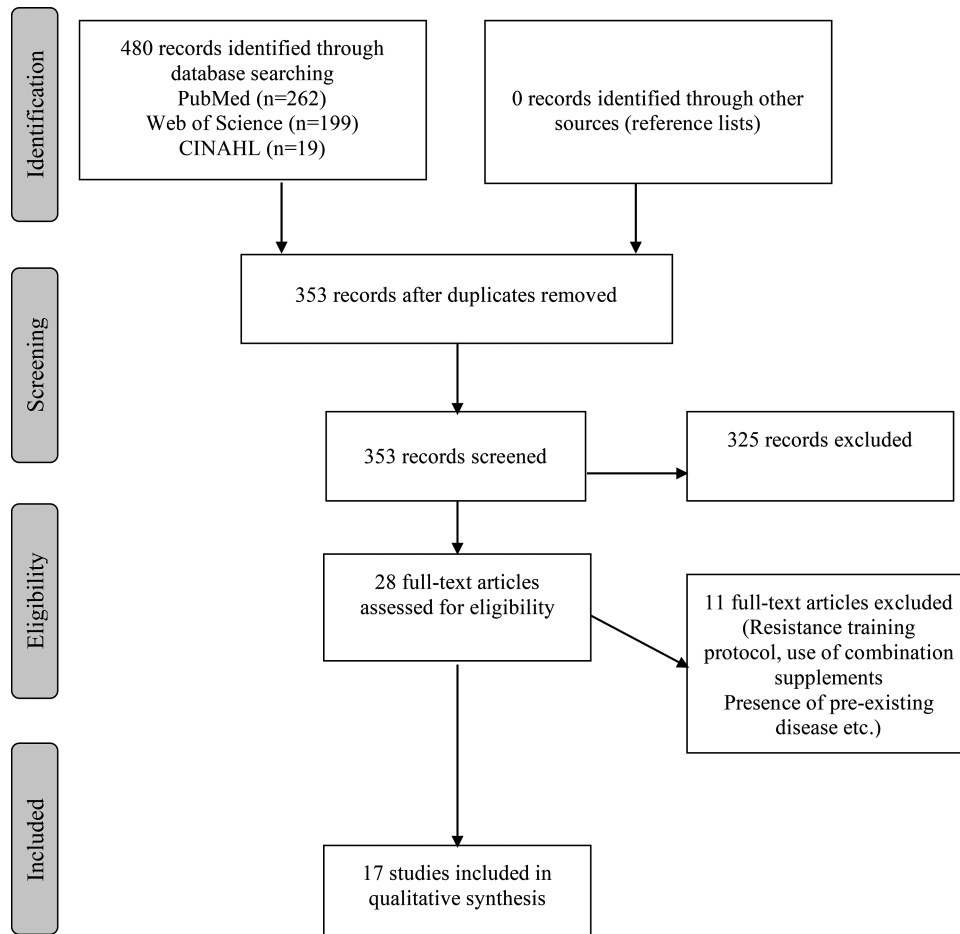 Identification
480 records identified through
database searching
PubMed (n=262)
Web of Science (n=199)
CINAHL (n=19)
0 records identified through other
sources (reference lists)
Screening
353 records after duplicates removed
353 records screened
325 records excluded
Eligibility
28 full-text articles
assessed for eligibility
11 full-text articles excluded
(Resistance training
protocol, use of combination
supplements
Presence of pre-existing
disease etc.)
Included
17 studies included in
qualitative synthesis